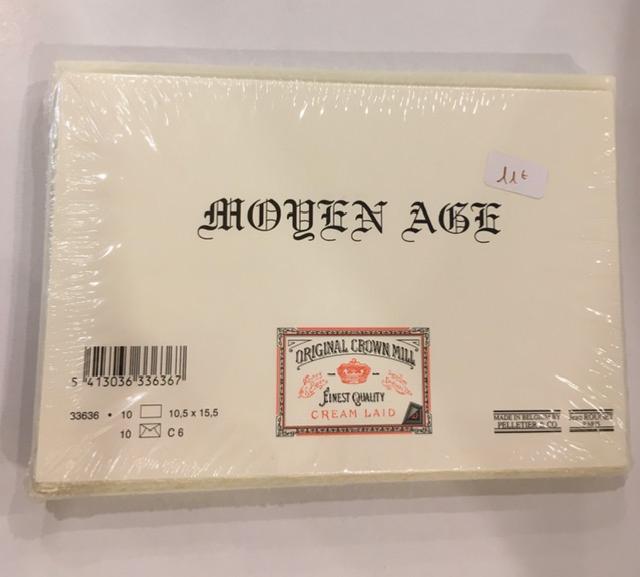 11€
MOYEN AGE
ORIGINAL CROWN MILL
FINEST QUALITY
CREAM LAID
5 413036 336367
33636 • 10 10,5 x 15,5
10 C 6
MADE IN BELGIUM BY
PELLETIER & CO
PARIS